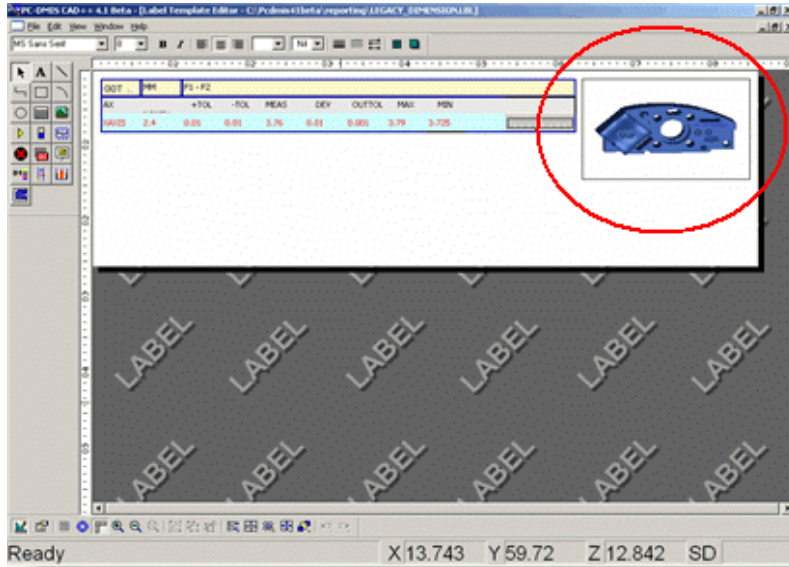 PC-DMIS CAD++ 4.1 Beta - [Label Template Editor - C:\Pcdmis41beta\reporting\LEGACY_DIMENSION.LBL]
File Edit View Window Help
MS Sans Serif 8 B I Nil
MM F1 - F2
AX +TOL -TOL MEAS DEV OUTTOL MAX MIN
XAXIS 2.4 0.01 0.01 3.76 0.01 0.001 3.79 3.725
LABEL LABEL LABEL LABEL LABEL LABEL
LABEL LABEL LABEL LABEL LABEL LABEL
Ready X 13.743 Y 59.72 Z 12.842 SD